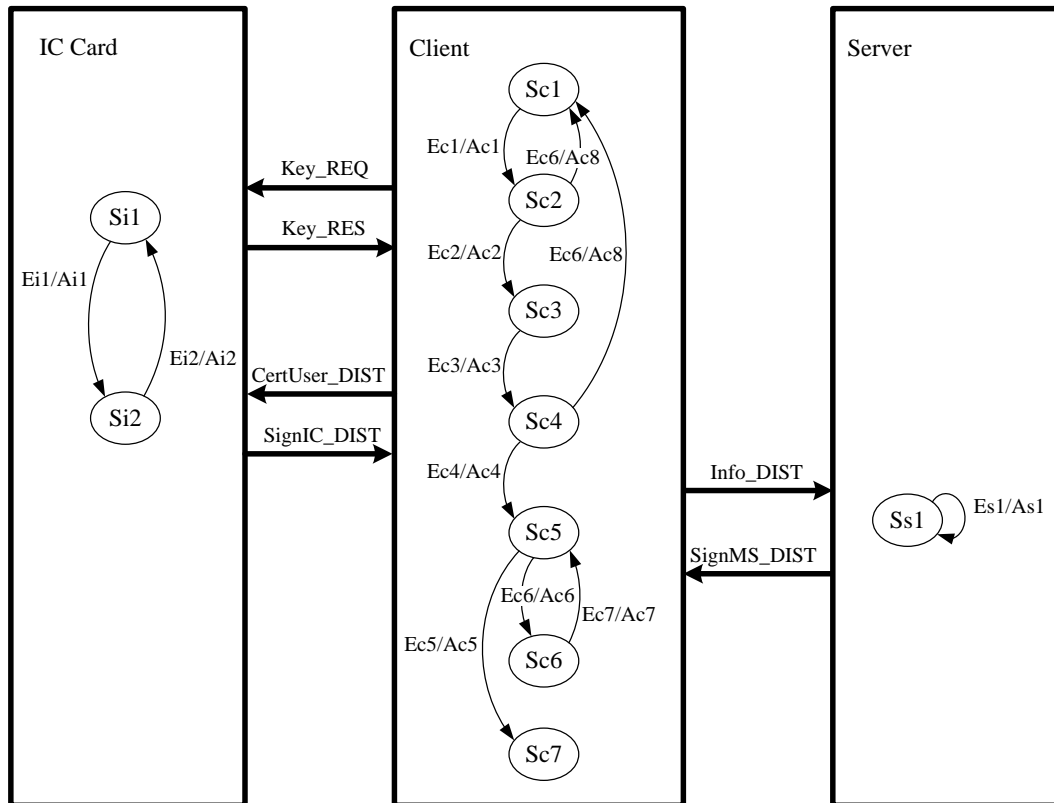 IC Card
Client
Server
Sc1
Ec1/Ac1
Ec6/Ac8
Key_REQ
Sc2
Si1
Key_RES
Ec2/Ac2
Ec6/Ac8
Ei1/Ai1
Sc3
Ei2/Ai2
Ec3/Ac3
CertUser_DIST
Si2
Sc4
SignIC_DIST
Ec4/Ac4
Info_DIST
Es1/As1
Ss1
Sc5
SignMS_DIST
Ec6/Ac6
Ec7/Ac7
Ec5/Ac5
Sc6
Sc7